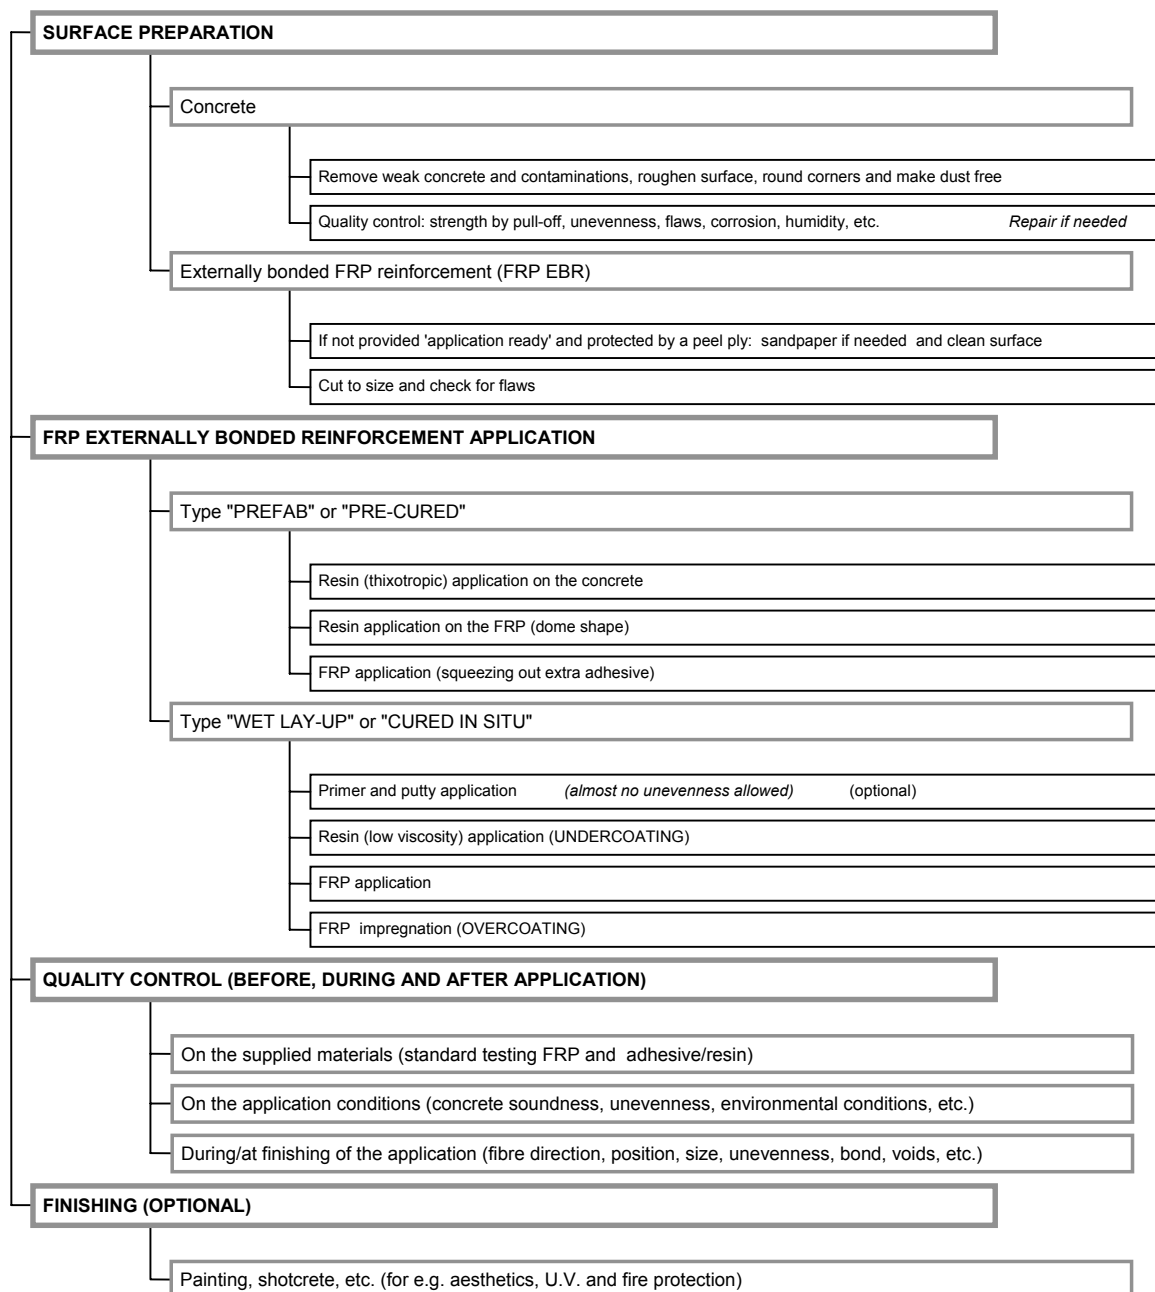 SURFACE PREPARATION
Concrete
Remove weak concrete and contaminations, roughen surface, round corners and make dust free
Quality control: strength by pull-off, unevenness, flaws, corrosion, humidity, etc. Repair if needed
Externally bonded FRP reinforcement (FRP EBR)
If not provided 'application ready' and protected by a peel ply: sandpaper if needed and clean surface
Cut to size and check for flaws
FRP EXTERNALLY BONDED REINFORCEMENT APPLICATION
Type "PREFAB" or "PRE-CURED"
Resin (thixotropic) application on the concrete
Resin application on the FRP (dome shape)
FRP application (squeezing out extra adhesive)
Type "WET LAY-UP" or "CURED IN SITU"
Primer and putty application (almost no unevenness allowed) (optional)
Resin (low viscosity) application (UNDERCOATING)
FRP application
FRP impregnation (OVERCOATING)
QUALITY CONTROL (BEFORE, DURING AND AFTER APPLICATION)
On the supplied materials (standard testing FRP and adhesive/resin)
On the application conditions (concrete soundness, unevenness, environmental conditions, etc.)
During/at finishing of the application (fibre direction, position, size, unevenness, bond, voids, etc.)
FINISHING (OPTIONAL)
Painting, shotcrete, etc. (for e.g. aesthetics, U.V. and fire protection)